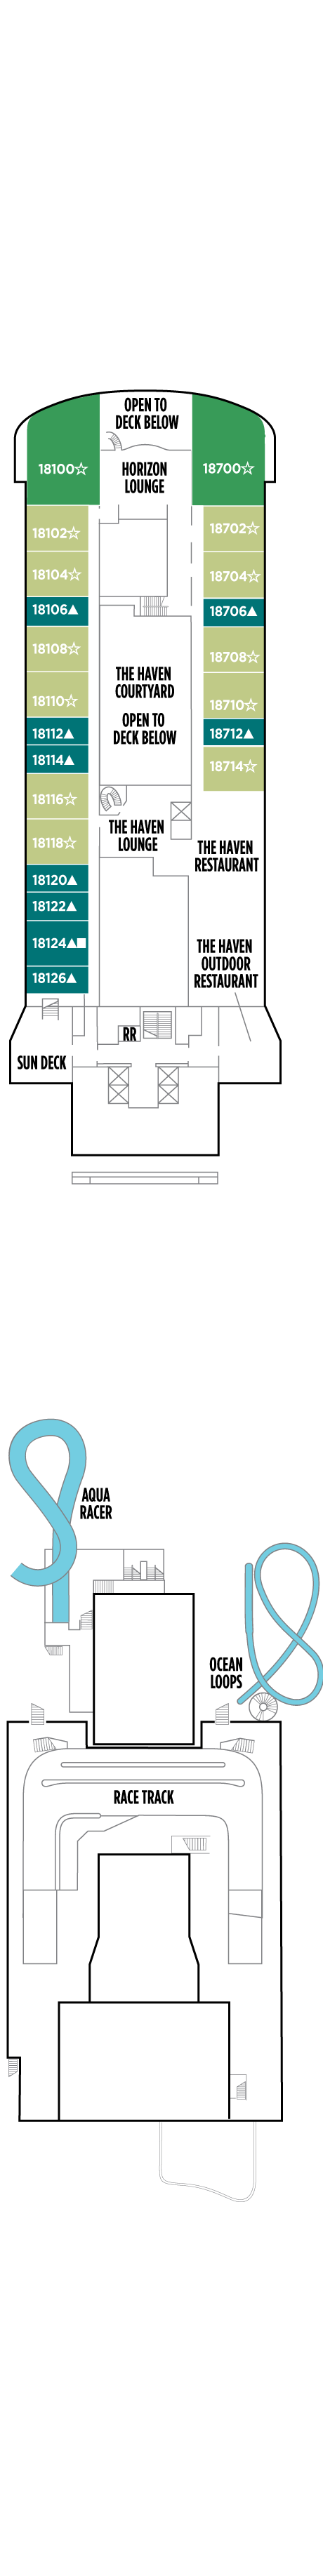 OPEN TO
DECK BELOW
18100☆
HORIZON
LOUNGE
18700☆
18102☆
18702☆
18104☆
18704☆
18106▲
18706▲
18108☆
18708☆
THE HAVEN
COURTYARD
18110☆
18710☆
OPEN TO
DECK BELOW
18112▲
18712▲
18114▲
18714☆
18116☆
THE HAVEN
LOUNGE
18118☆
THE HAVEN
RESTAURANT
18120▲
18122▲
18124▲■
THE HAVEN
OUTDOOR
RESTAURANT
18126▲
RR
SUN DECK
AQUA
RACER
OCEAN
LOOPS
RACE TRACK